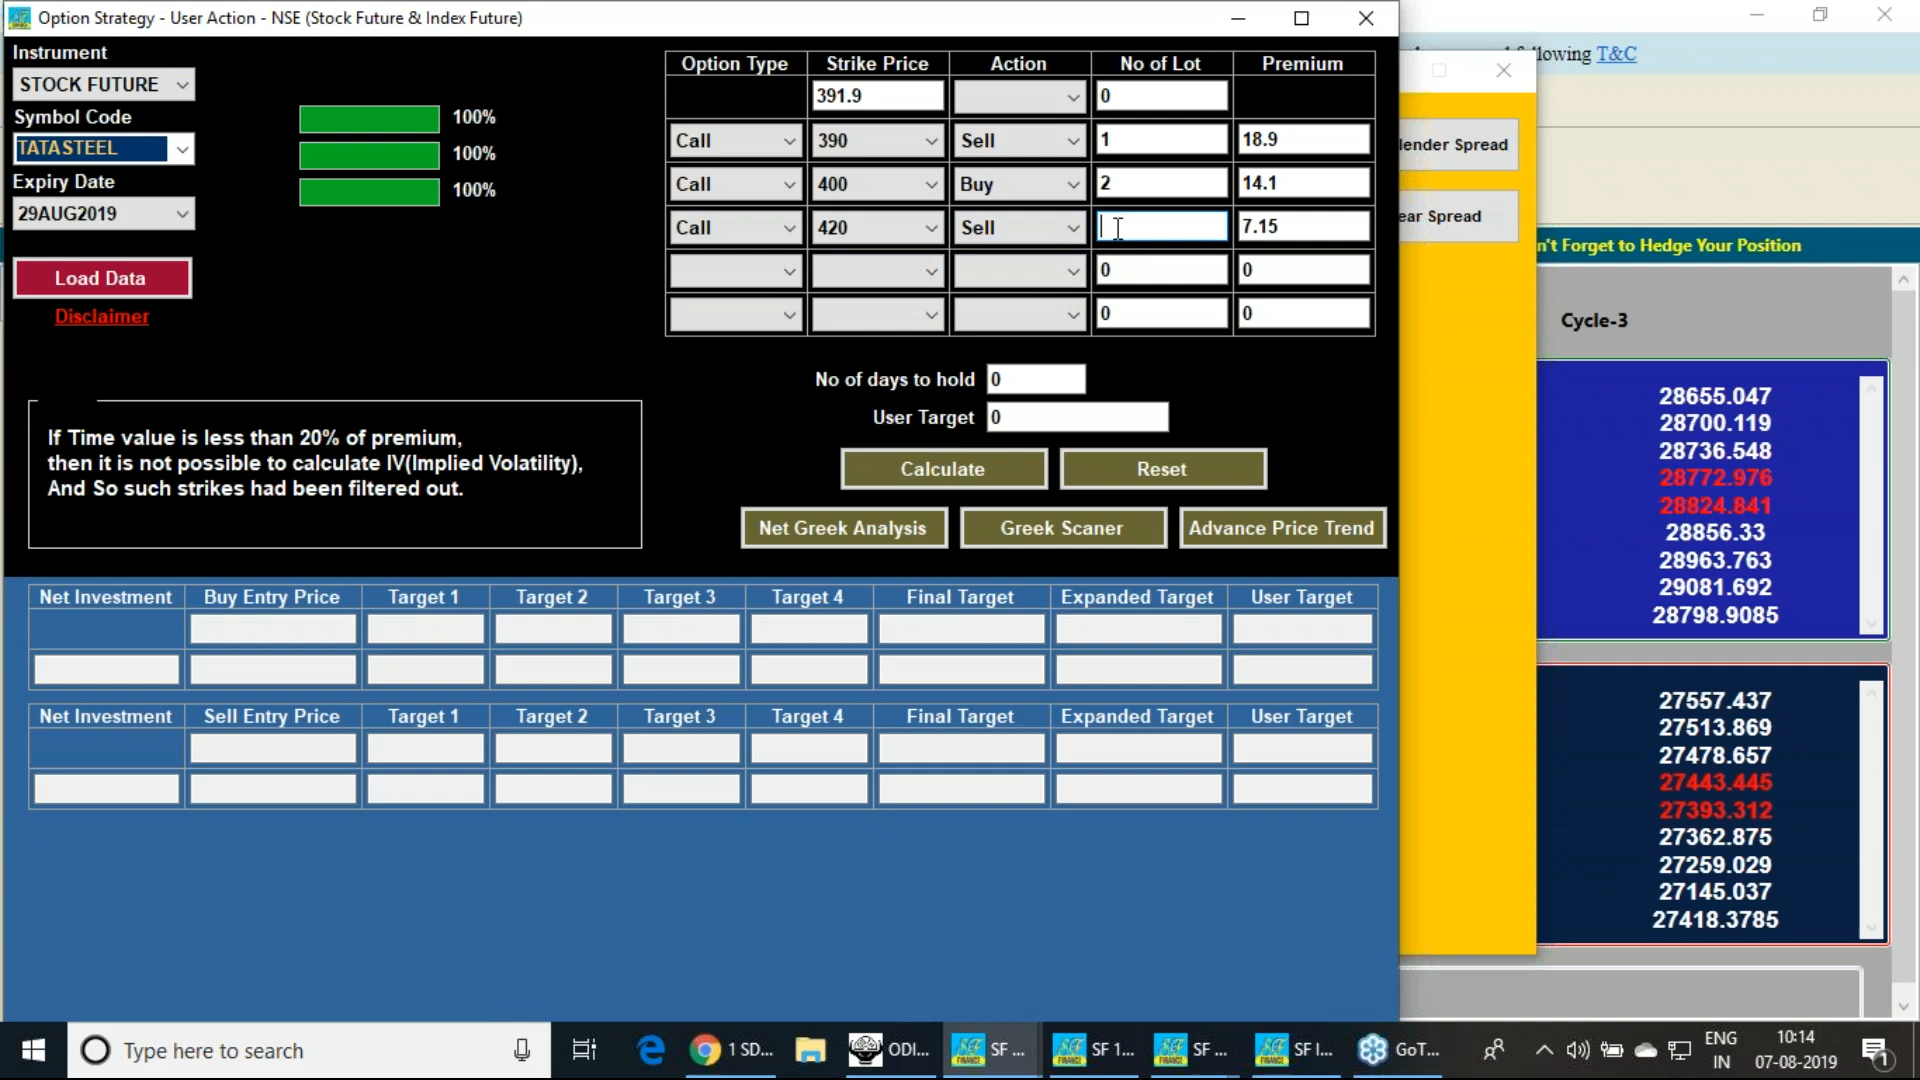 Option Strategy - User Action - NSE (Stock Future & Index Future)
Instrument
STOCK FUTURE
Symbol Code
TATASTEEL
Expiry Date
29AUG2019
Load Data
Disclaimer
100%
100%
100%
Option Type Strike Price Action No of Lot Premium
391.9 0
Call 390 Sell 1 18.9
Call 400 Buy 2 14.1
Call 420 Sell 7.15
0 0
0 0
No of days to hold 0
User Target 0
Calculate Reset
Net Greek Analysis Greek Scaner Advance Price Trend
If Time value is less than 20% of premium,
then it is not possible to calculate IV(Implied Volatility),
And So such strikes had been filtered out.
Net Investment Buy Entry Price Target 1 Target 2 Target 3 Target 4 Final Target Expanded Target User Target
Net Investment Sell Entry Price Target 1 Target 2 Target 3 Target 4 Final Target Expanded Target User Target
lowing T&C
lender Spread
ear Spread
n't Forget to Hedge Your Position
Cycle-3
28655.047
28700.119
28736.548
28772.976
28824.841
28856.33
28963.763
29081.692
28798.9085
27557.437
27513.869
27478.657
27443.445
27393.312
27362.875
27259.029
27145.037
27418.3785
Type here to search
1 SD...
ODI...
SF ...
SF 1...
SF ...
SF I...
GoT...
ENG
IN
10:14
07-08-2019
1